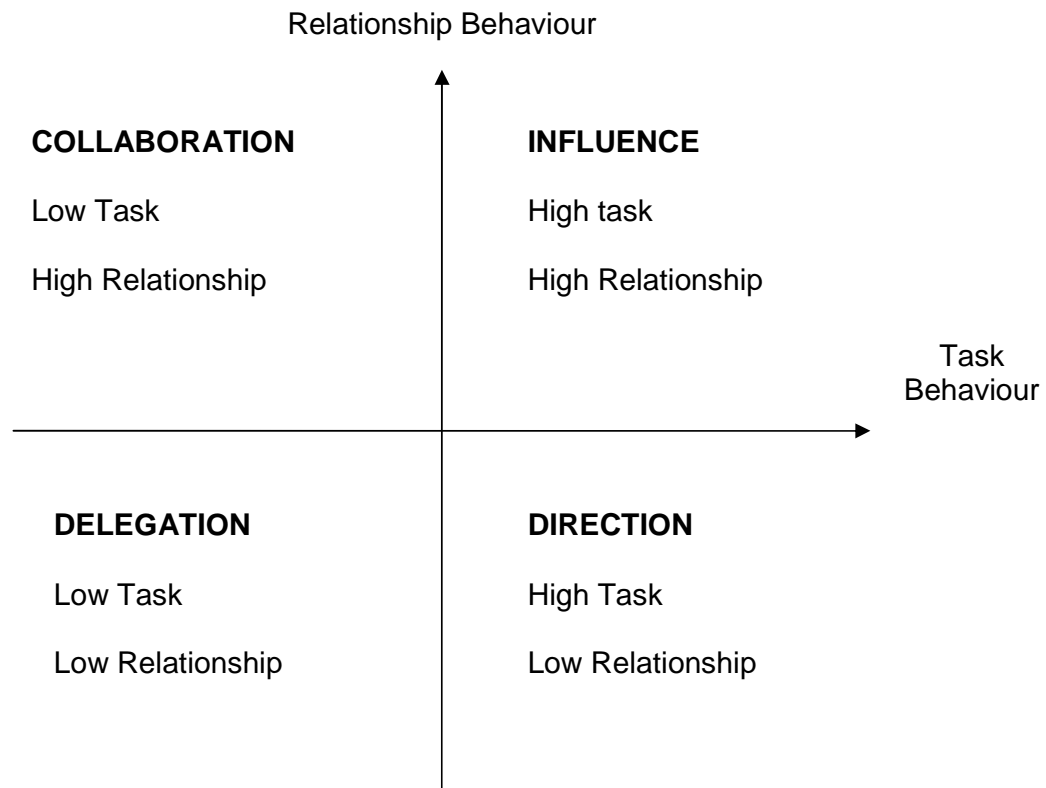 Relationship Behaviour
COLLABORATION
Low Task
High Relationship
INFLUENCE
High task
High Relationship
Task
Behaviour
DELEGATION
Low Task
Low Relationship
DIRECTION
High Task
Low Relationship